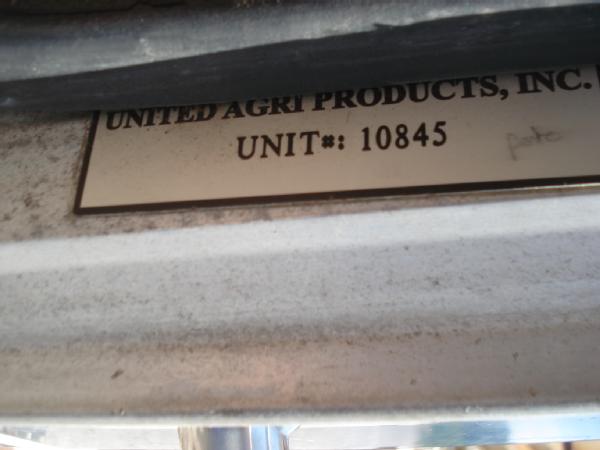 UNITED AGRI PRODUCTS, INC.
UNIT#: 10845